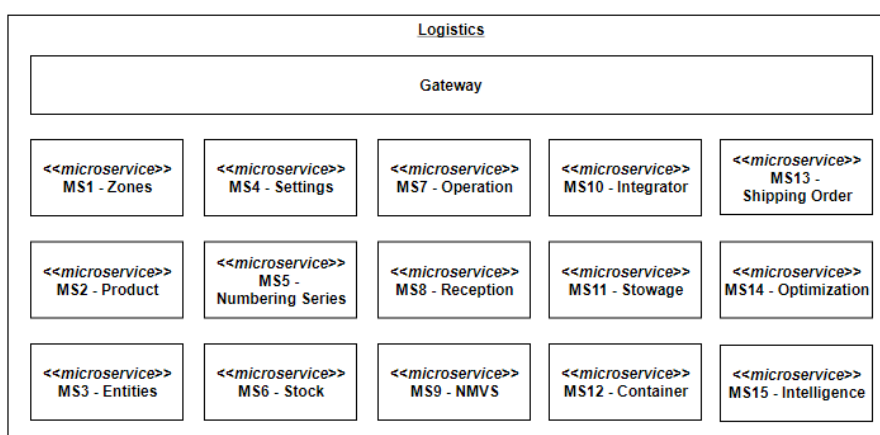 Logistics
Gateway
<<microservice>>
MS1 - Zones
<<microservice>>
MS4 - Settings
<<microservice>>
MS7 - Operation
<<microservice>>
MS10 - Integrator
<<microservice>>
MS13 -
Shipping Order
<<microservice>>
MS2 - Product
<<microservice>>
MS5 -
Numbering Series
<<microservice>>
MS8 - Reception
<<microservice>>
MS11 - Stowage
<<microservice>>
MS14 - Optimization
<<microservice>>
MS3 - Entities
<<microservice>>
MS6 - Stock
<<microservice>>
MS9 - NMVS
<<microservice>>
MS12 - Container
<<microservice>>
MS15 - Intelligence